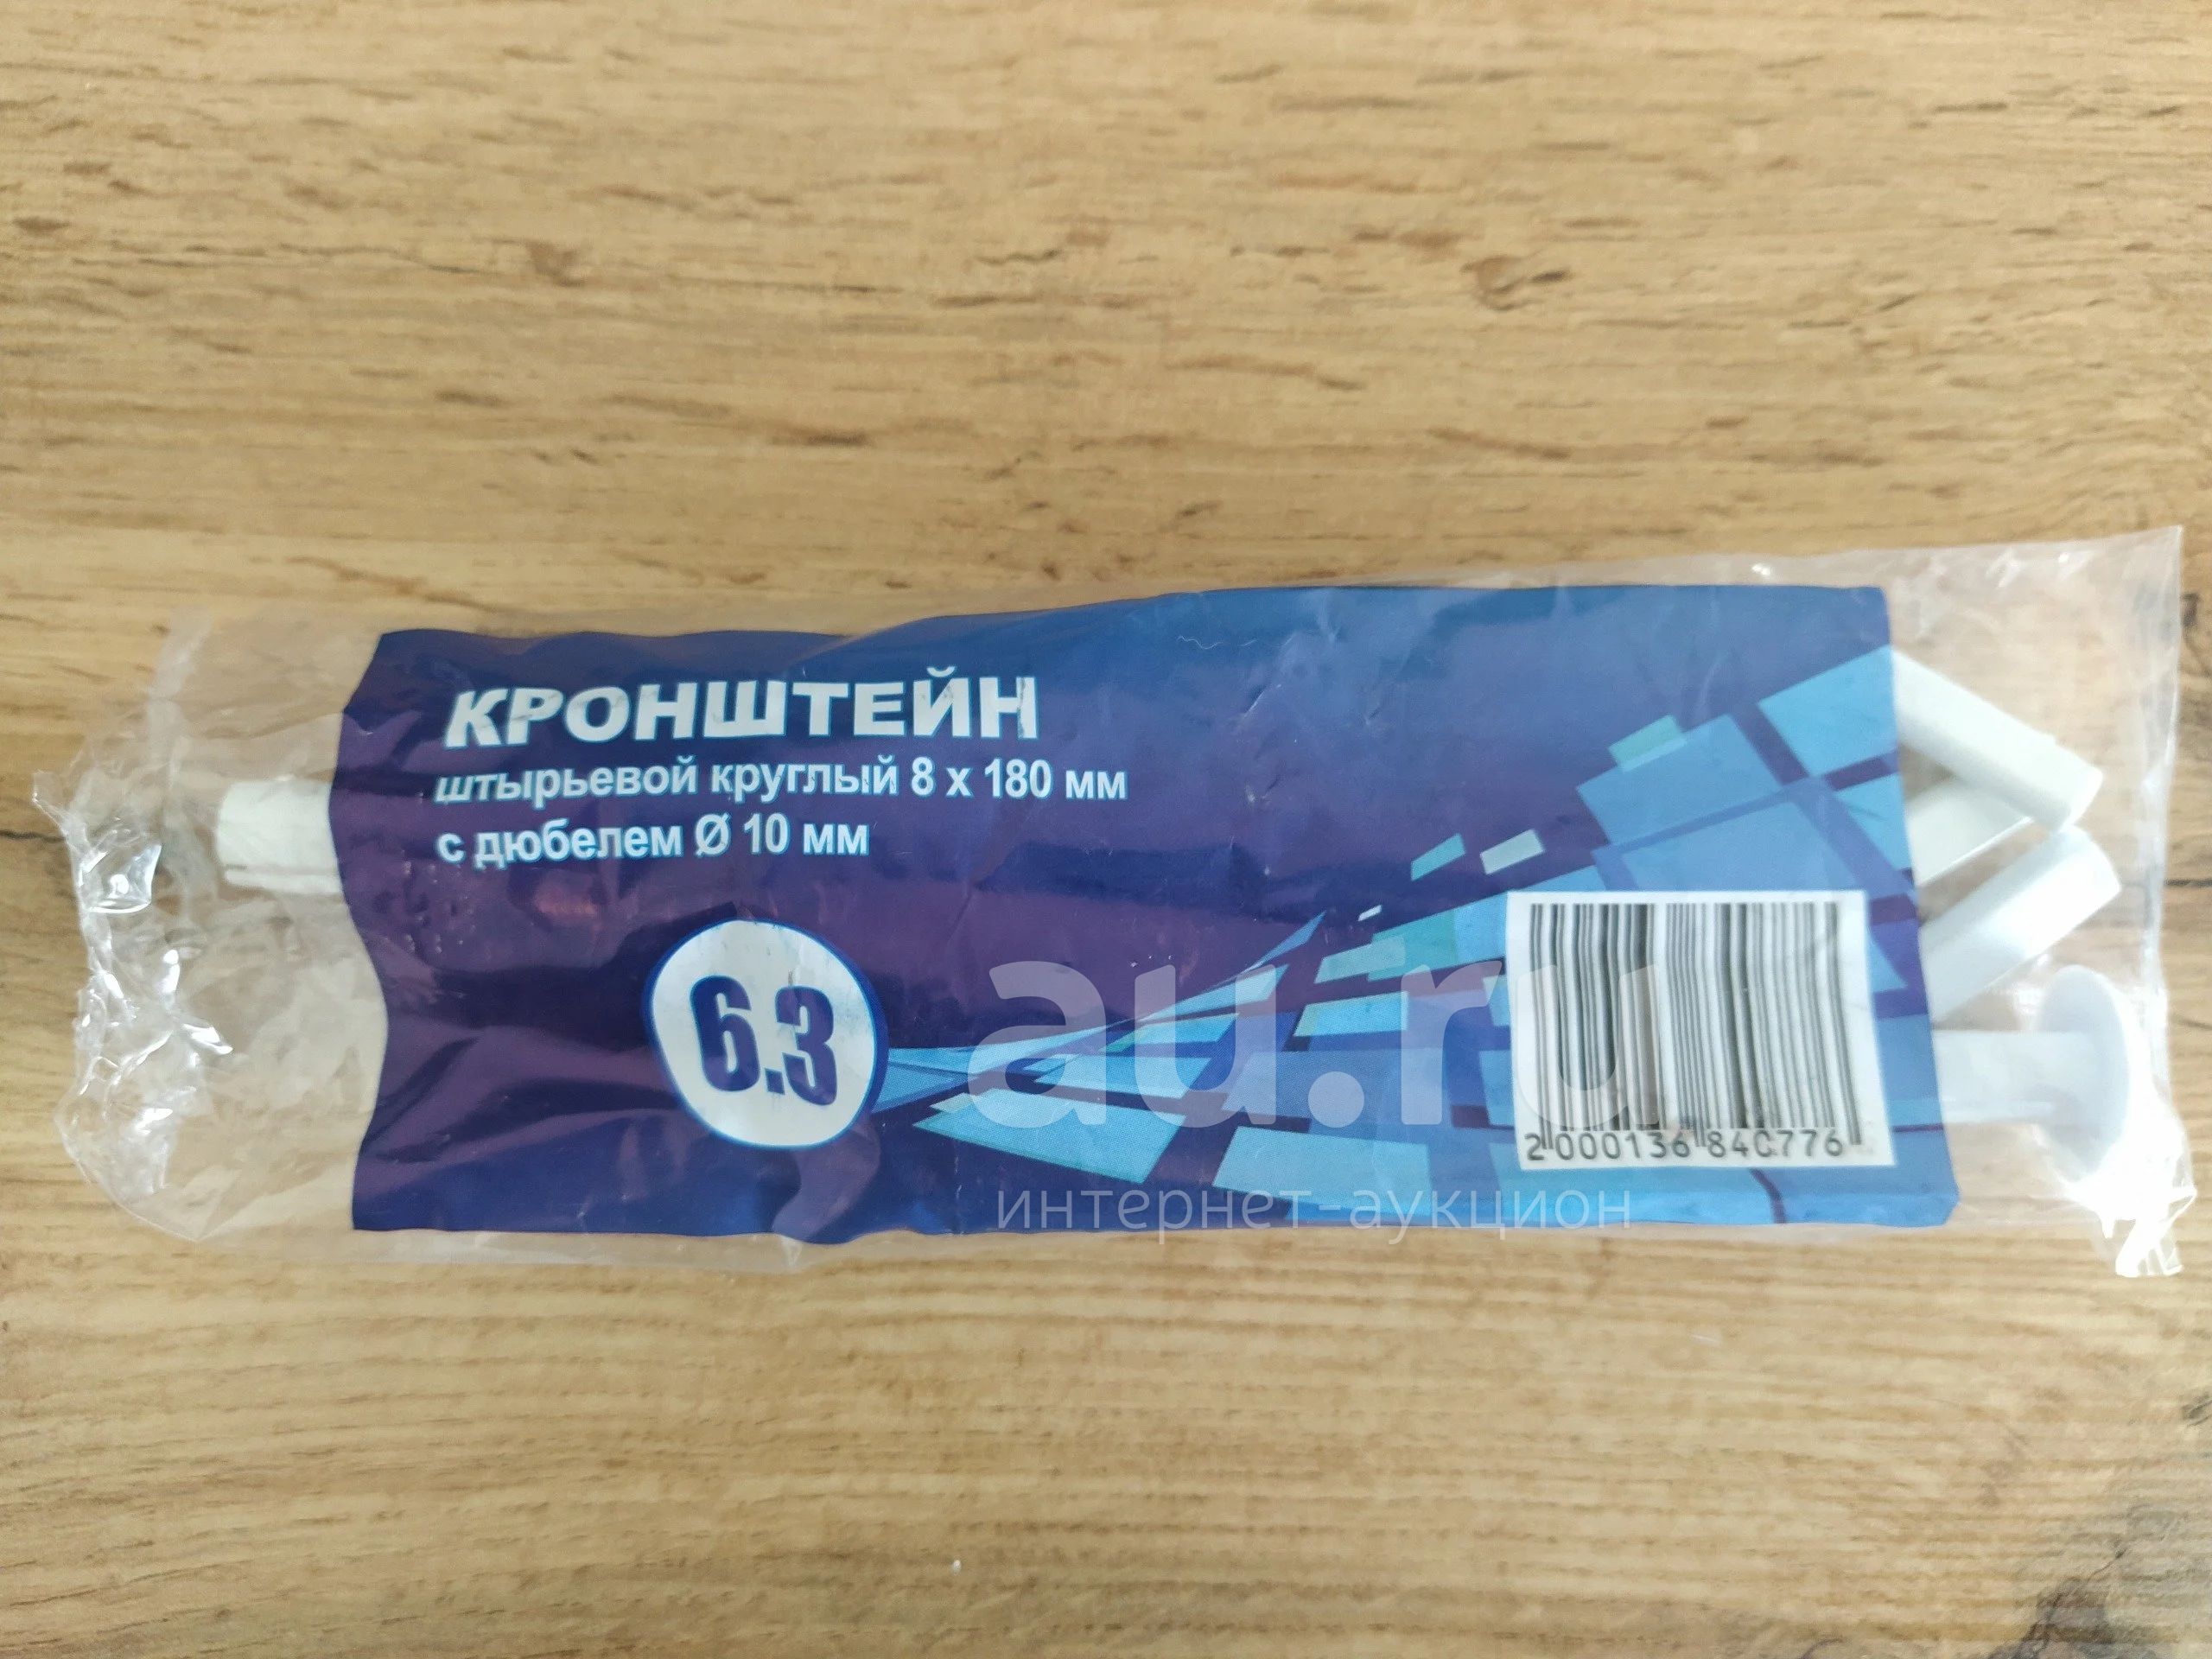 КРОНШТЕЙН
штырьевой круглый 8 х 180 мм
с дюбелем Ø 10 мм
6.3
au.ru
интернет-аукцион
2 000136 840776